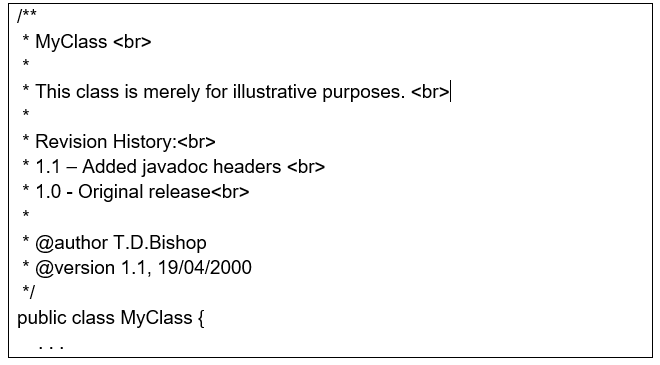 /**
* MyClass <br>
*
* This class is merely for illustrative purposes. <br>
*
* Revision History:<br>
* 1.1 – Added javadoc headers <br>
* 1.0 - Original release<br>
*
* @author T.D.Bishop
* @version 1.1, 19/04/2000
*/
public class MyClass {
. . .